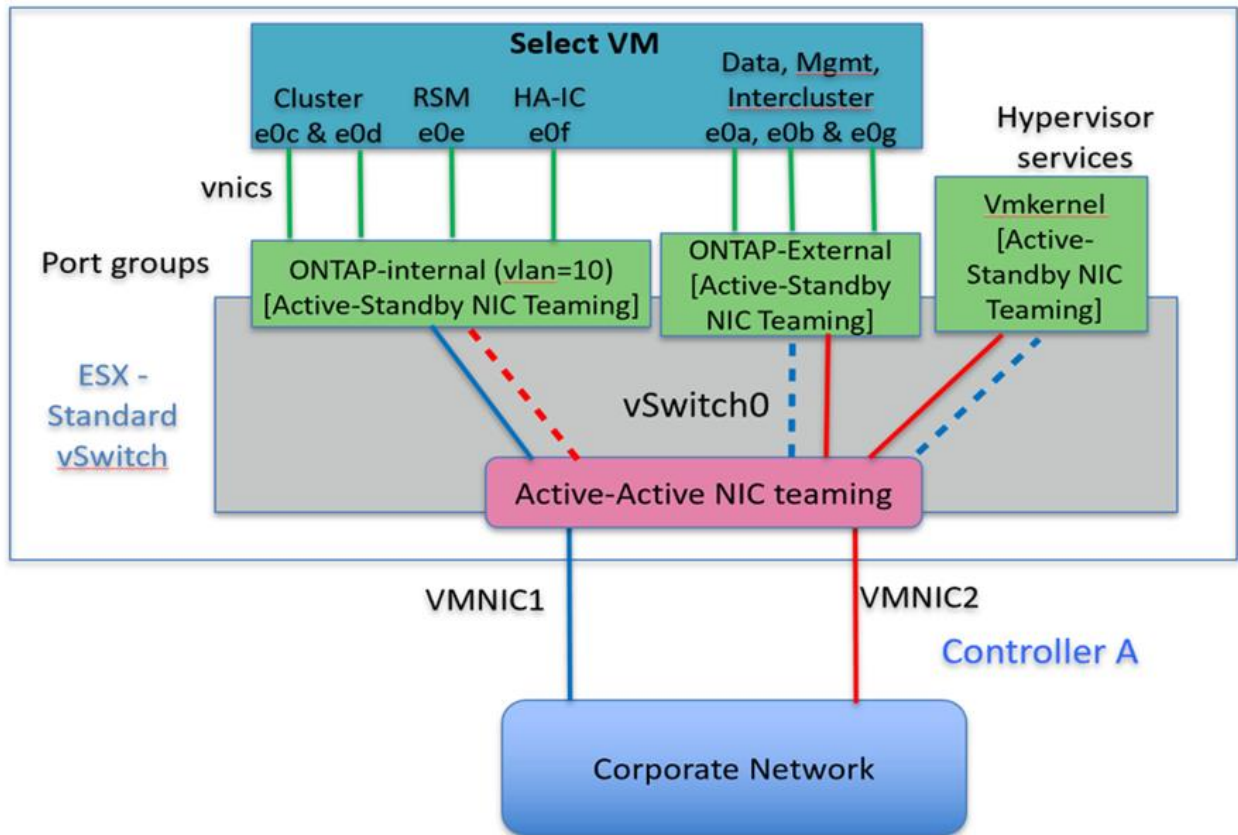 Select VM
Cluster
e0c & e0d
RSM
e0e
HA-IC
e0f
Data, Mgmt,
Intercluster
e0a, e0b & e0g
Hypervisor
services
vnics
Port groups
ONTAP-internal (vlan=10)
[Active-Standby NIC Teaming]
ONTAP-External
[Active-Standby
NIC Teaming]
Vmkernel
[Active-
Standby NIC
Teaming]
ESX -
Standard
vSwitch
vSwitch0
Active-Active NIC teaming
VMNIC1
VMNIC2
Controller A
Corporate Network